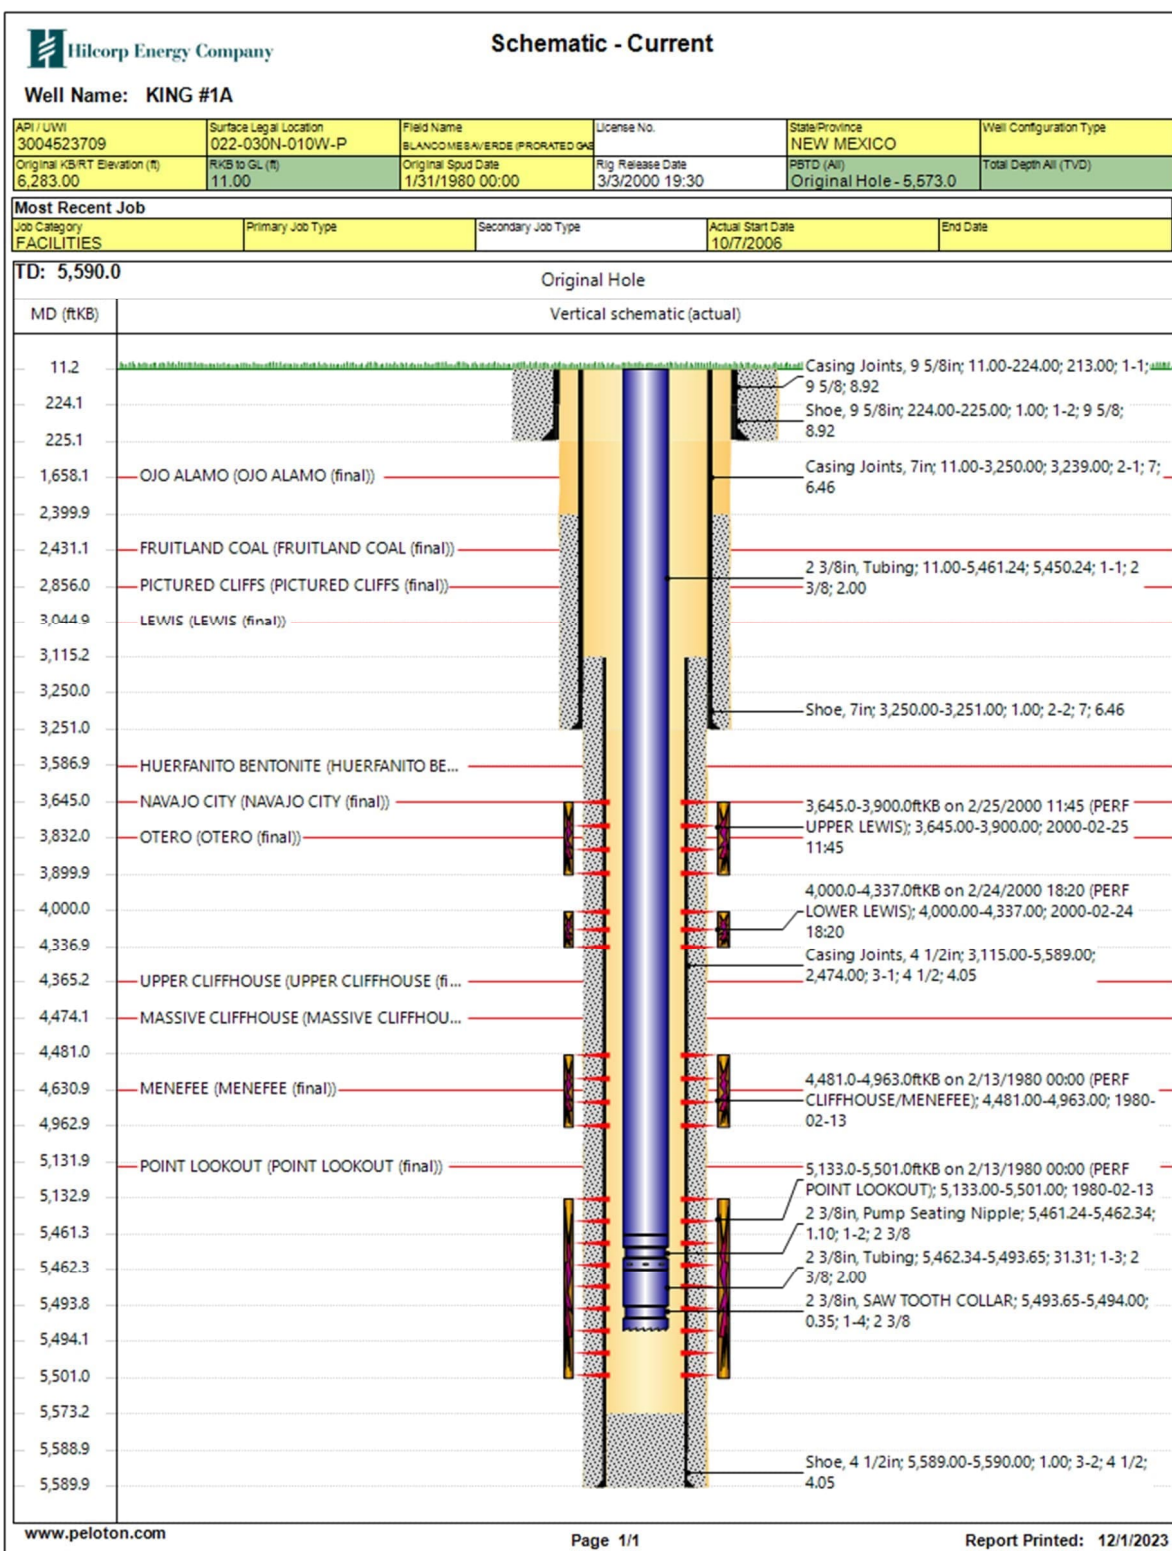 Hilcorp Energy Company
Schematic - Current
Well Name: KING #1A
API / UWI
3004523709
Surface Legal Location
022-030N-010W-P
Field Name
BLANCO MESAVERDE (PRORATED GAS
License No.
State/Province
NEW MEXICO
Well Configuration Type
Original KB/RT Elevation (ft)
6,283.00
RKB to GL (ft)
11.00
Original Spud Date
1/31/1980 00:00
Rig Release Date
3/3/2000 19:30
PBTD (All)
Original Hole - 5,573.0
Total Depth All (TVD)
Most Recent Job
Job Category
FACILITIES
Primary Job Type
Secondary Job Type
Actual Start Date
10/7/2006
End Date
TD: 5,590.0
Original Hole
MD (ftKB)
Vertical schematic (actual)
11.2
Casing Joints, 9 5/8in; 11.00-224.00; 213.00; 1-1;
9 5/8; 8.92
224.1
Shoe, 9 5/8in; 224.00-225.00; 1.00; 1-2; 9 5/8;
8.92
225.1
1,658.1
OJO ALAMO (OJO ALAMO (final))
Casing Joints, 7in; 11.00-3,250.00; 3,239.00; 2-1; 7;
6.46
2,399.9
2,431.1
FRUITLAND COAL (FRUITLAND COAL (final))
2,856.0
PICTURED CLIFFS (PICTURED CLIFFS (final))
2 3/8in, Tubing; 11.00-5,461.24; 5,450.24; 1-1; 2
3/8; 2.00
3,044.9
LEWIS (LEWIS (final))
3,115.2
3,250.0
Shoe, 7in; 3,250.00-3,251.00; 1.00; 2-2; 7; 6.46
3,251.0
3,586.9
HUERFANITO BENTONITE (HUERFANITO BE...
3,645.0
NAVAJO CITY (NAVAJO CITY (final))
3,645.0-3,900.0ftKB on 2/25/2000 11:45 (PERF
UPPER LEWIS); 3,645.00-3,900.00; 2000-02-25
11:45
3,832.0
OTERO (OTERO (final))
3,899.9
4,000.0
4,000.0-4,337.0ftKB on 2/24/2000 18:20 (PERF
LOWER LEWIS); 4,000.00-4,337.00; 2000-02-24
18:20
4,336.9
Casing Joints, 4 1/2in; 3,115.00-5,589.00;
2,474.00; 3-1; 4 1/2; 4.05
4,365.2
UPPER CLIFFHOUSE (UPPER CLIFFHOUSE (fi...
4,474.1
MASSIVE CLIFFHOUSE (MASSIVE CLIFFHOU...
4,481.0
4,630.9
MENEFEE (MENEFEE (final))
4,481.0-4,963.0ftKB on 2/13/1980 00:00 (PERF
CLIFFHOUSE/MENEFEE); 4,481.00-4,963.00; 1980-
02-13
4,962.9
5,131.9
POINT LOOKOUT (POINT LOOKOUT (final))
5,133.0-5,501.0ftKB on 2/13/1980 00:00 (PERF
POINT LOOKOUT); 5,133.00-5,501.00; 1980-02-13
5,132.9
2 3/8in, Pump Seating Nipple; 5,461.24-5,462.34;
1.10; 1-2; 2 3/8
5,461.3
2 3/8in, Tubing; 5,462.34-5,493.65; 31.31; 1-3; 2
3/8; 2.00
5,462.3
5,493.8
2 3/8in, SAW TOOTH COLLAR; 5,493.65-5,494.00;
0.35; 1-4; 2 3/8
5,494.1
5,501.0
5,573.2
5,588.9
Shoe, 4 1/2in; 5,589.00-5,590.00; 1.00; 3-2; 4 1/2;
4.05
5,589.9
www.peloton.com
Page 1/1
Report Printed: 12/1/2023